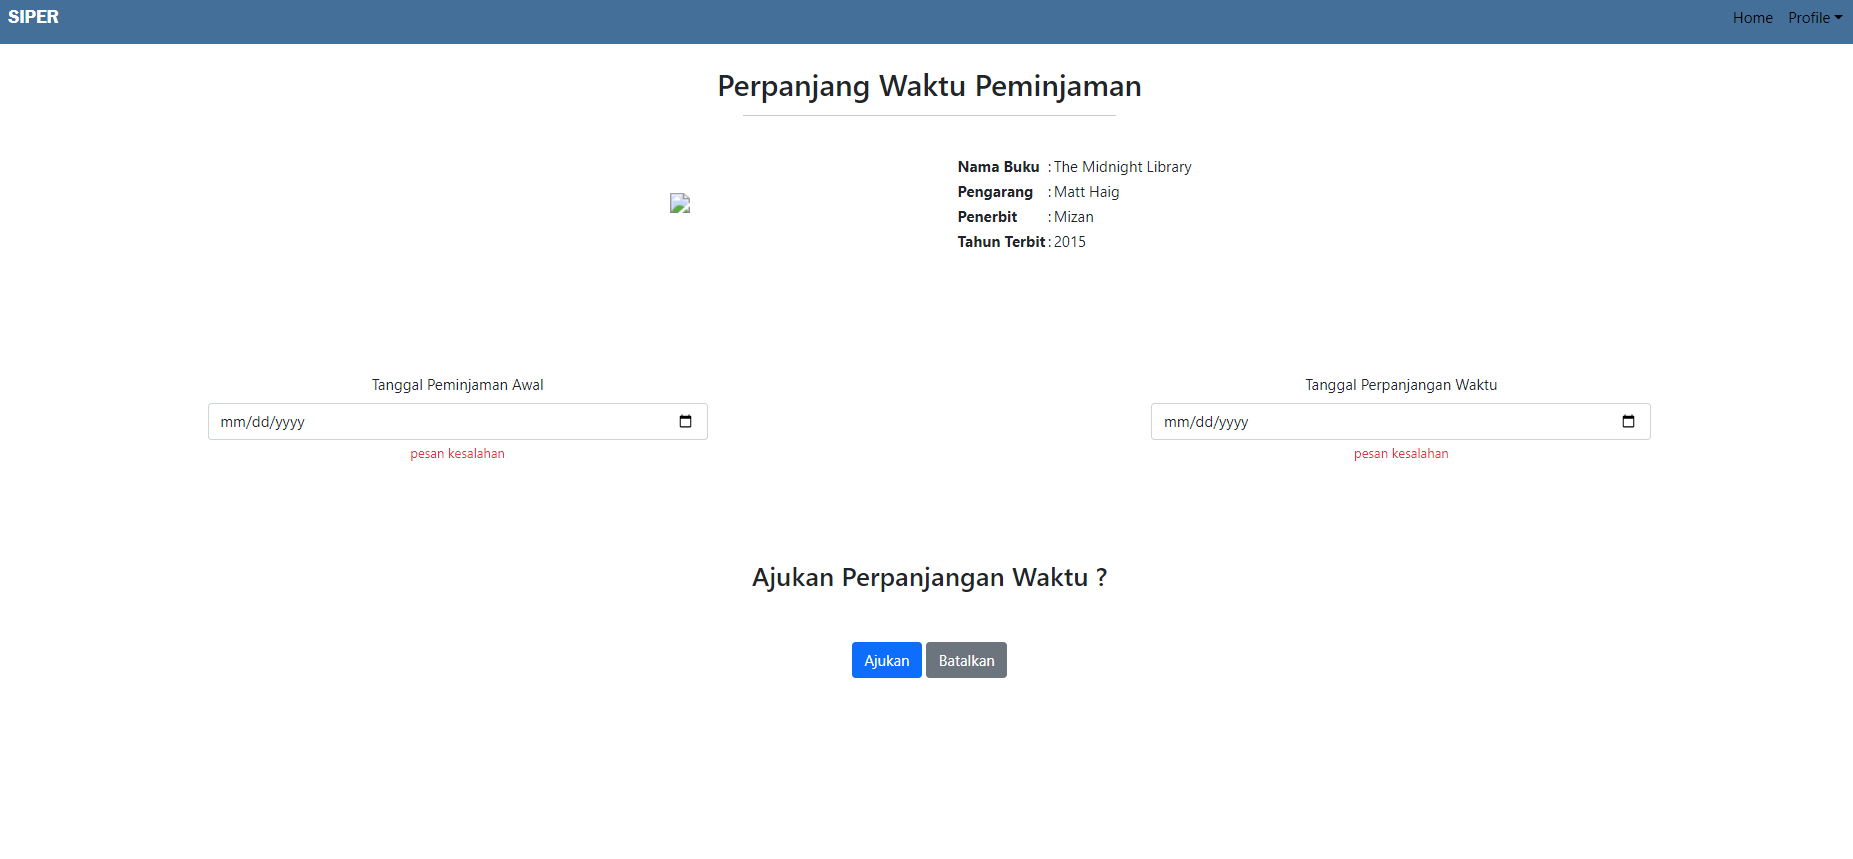 SIPER
Home Profile
Perpanjang Waktu Peminjaman
Nama Buku : The Midnight Library
Pengarang : Matt Haig
Penerbit : Mizan
Tahun Terbit : 2015
Tanggal Peminjaman Awal
Tanggal Perpanjangan Waktu
mm/dd/yyyy
mm/dd/yyyy
pesan kesalahan
pesan kesalahan
Ajukan Perpanjangan Waktu ?
Ajukan Batalkan